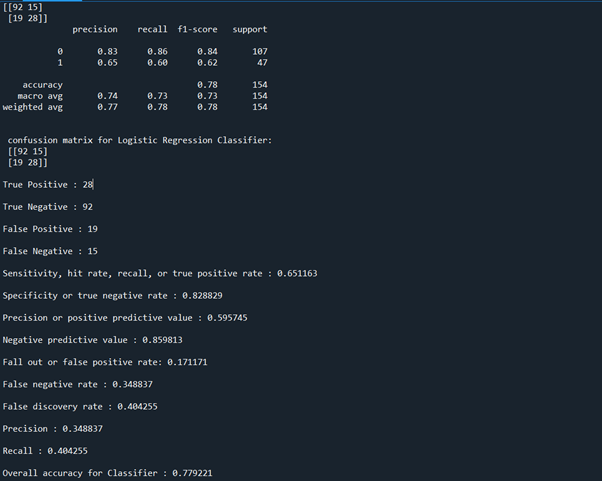 [[92 15]
[19 28]]
precision recall f1-score support
0 0.83 0.86 0.84 107
1 0.65 0.60 0.62 47
accuracy 0.78 154
macro avg 0.74 0.73 0.73 154
weighted avg 0.77 0.78 0.78 154
confussion matrix for Logistic Regression Classifier:
[[92 15]
[19 28]]
True Positive : 28
True Negative : 92
False Positive : 19
False Negative : 15
Sensitivity, hit rate, recall, or true positive rate : 0.651163
Specificity or true negative rate : 0.828829
Precision or positive predictive value : 0.595745
Negative predictive value : 0.859813
Fall out or false positive rate: 0.171171
False negative rate : 0.348837
False discovery rate : 0.404255
Precision : 0.348837
Recall : 0.404255
Overall accuracy for Classifier : 0.779221